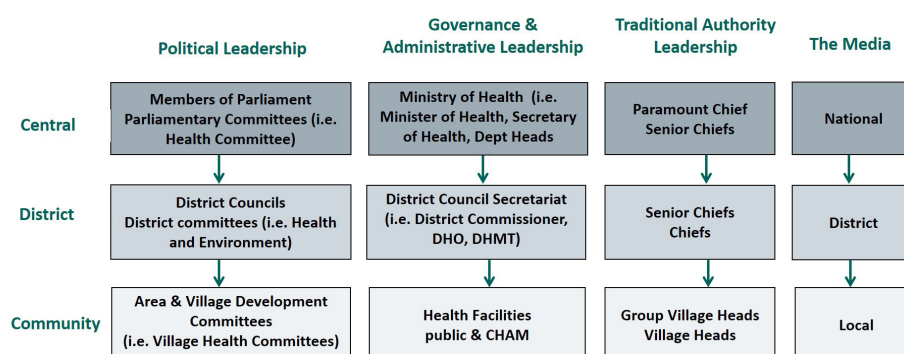 Political Leadership
Governance &
Administrative Leadership
Traditional Authority
Leadership
The Media
Central
Members of Parliament
Parliamentary Committees (i.e.
Health Committee)
Ministry of Health (i.e.
Minister of Health, Secretary
of Health, Dept Heads
Paramount Chief
Senior Chiefs
National
District
District Councils
District committees (i.e. Health
and Environment)
District Council Secretariat
(i.e. District Commissioner,
DHO, DHMT)
Senior Chiefs
Chiefs
District
Community
Area & Village Development
Committees
(i.e. Village Health Committees)
Health Facilities
public & CHAM
Group Village Heads
Village Heads
Local